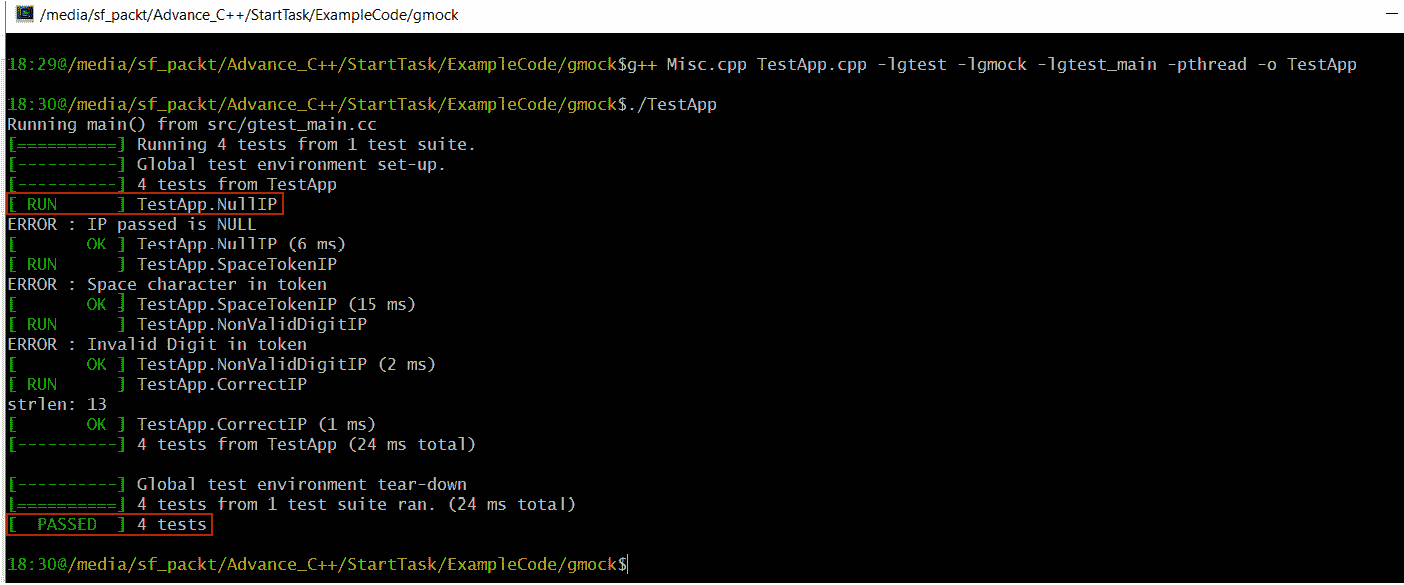 /media/sf_packt/Advance_C++/StartTask/ExampleCode/gmock
18:29@/media/sf_packt/Advance_C++/StartTask/ExampleCode/gmock$g++ Misc.cpp TestApp.cpp -lgtest -lgmock -lgtest_main -pthread -o TestApp
18:30@/media/sf_packt/Advance_C++/StartTask/ExampleCode/gmock$./TestApp
Running main() from src/gtest_main.cc
[==========] Running 4 tests from 1 test suite.
[----------] Global test environment set-up.
[----------] 4 tests from TestApp
[ RUN      ] TestApp.NullIP
ERROR : IP passed is NULL
[       OK ] TestApp.NullIP (6 ms)
[ RUN      ] TestApp.SpaceTokenIP
ERROR : Space character in token
[       OK ] TestApp.SpaceTokenIP (15 ms)
[ RUN      ] TestApp.NonValidDigitIP
ERROR : Invalid Digit in token
[       OK ] TestApp.NonValidDigitIP (2 ms)
[ RUN      ] TestApp.CorrectIP
strlen: 13
[       OK ] TestApp.CorrectIP (1 ms)
[----------] 4 tests from TestApp (24 ms total)
[----------] Global test environment tear-down
[==========] 4 tests from 1 test suite ran. (24 ms total)
[  PASSED  ] 4 tests
18:30@/media/sf_packt/Advance_C++/StartTask/ExampleCode/gmock$